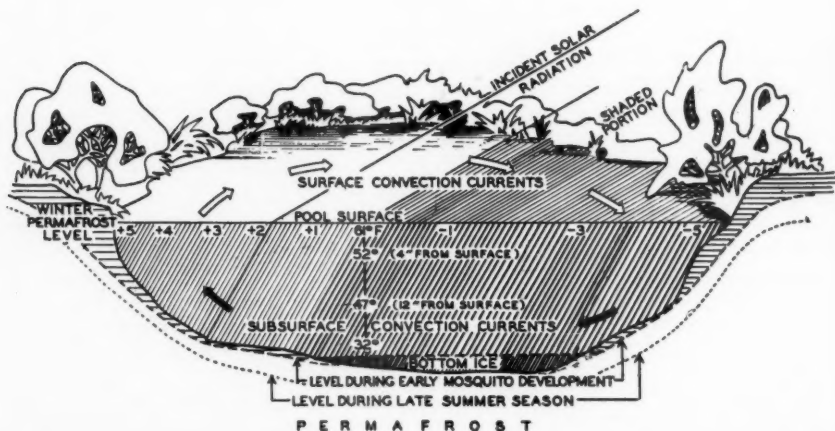 INCIDENT SOLAR
RADIATION
SHADED
PORTION
SURFACE CONVECTION CURRENTS
WINTER
PERMAFROST
LEVEL
POOL SURFACE
+5 +4 +3 +2 +1 61°F -1 -3 -5
52° (4" FROM SURFACE)
47° (12" FROM SURFACE)
SUBSURFACE CONVECTION CURRENTS
32°
BOTTOM ICE
LEVEL DURING EARLY MOSQUITO DEVELOPMENT
LEVEL DURING LATE SUMMER SEASON
PERMAFROST